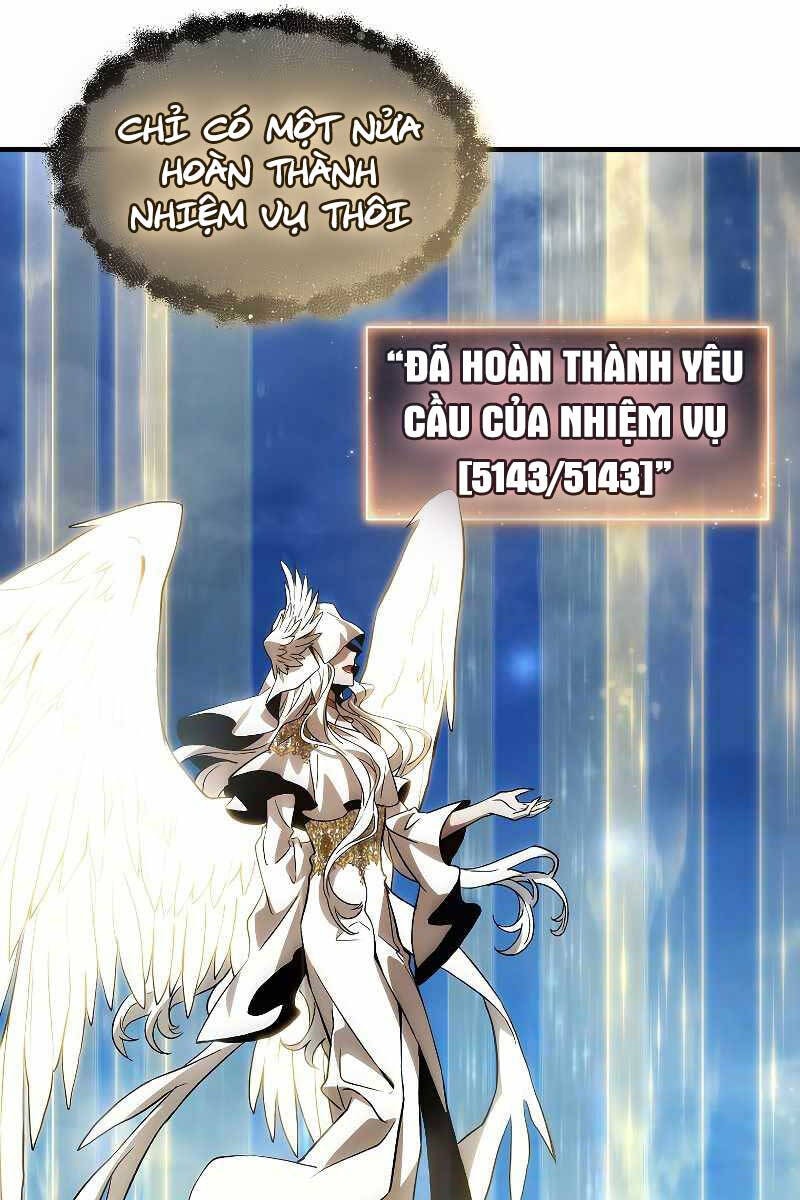 CHỈ CÓ MỘT NỬA
HOÀN THÀNH
NHIỆM VỤ THÔI
“ĐÃ HOÀN THÀNH YÊU
CẦU CỦA NHIỆM VỤ
[5143/5143]”